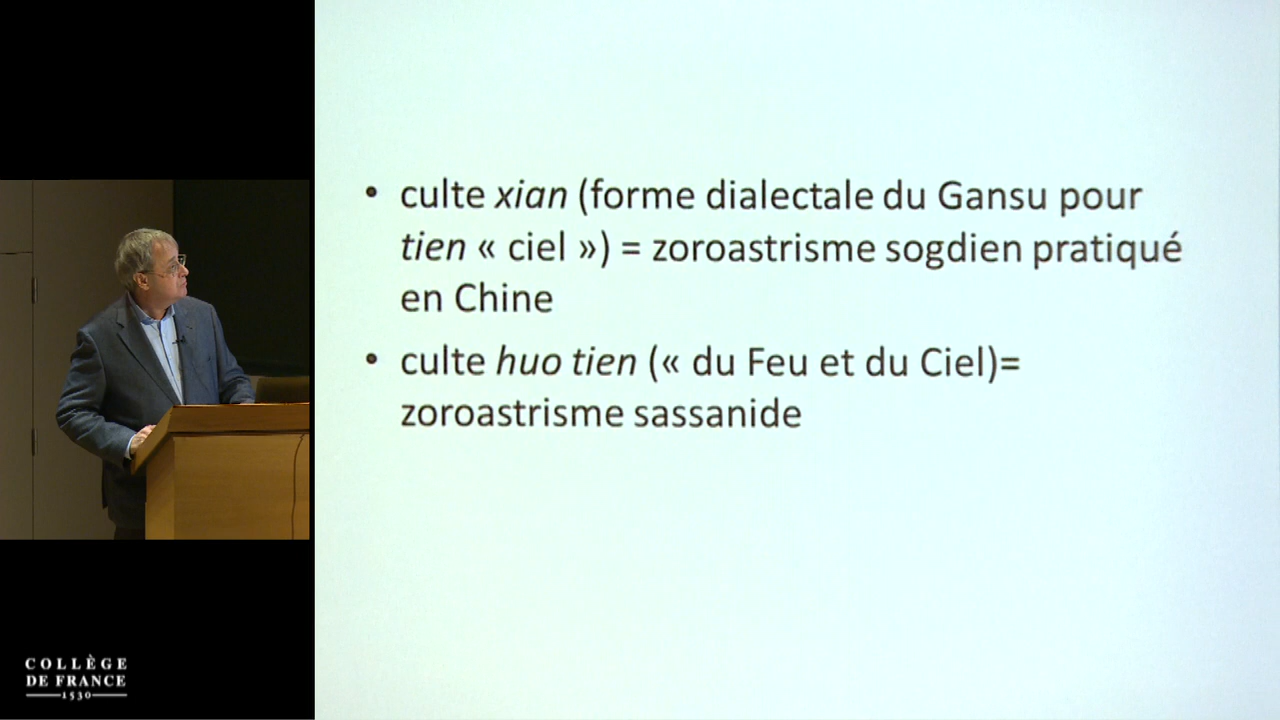 • culte xian (forme dialectale du Gansu pour
tien « ciel ») = zoroastrisme sogdien pratiqué
en Chine
• culte huo tien (« du Feu et du Ciel)=
zoroastrisme sassanide
COLLÈGE
DE FRANCE
1530